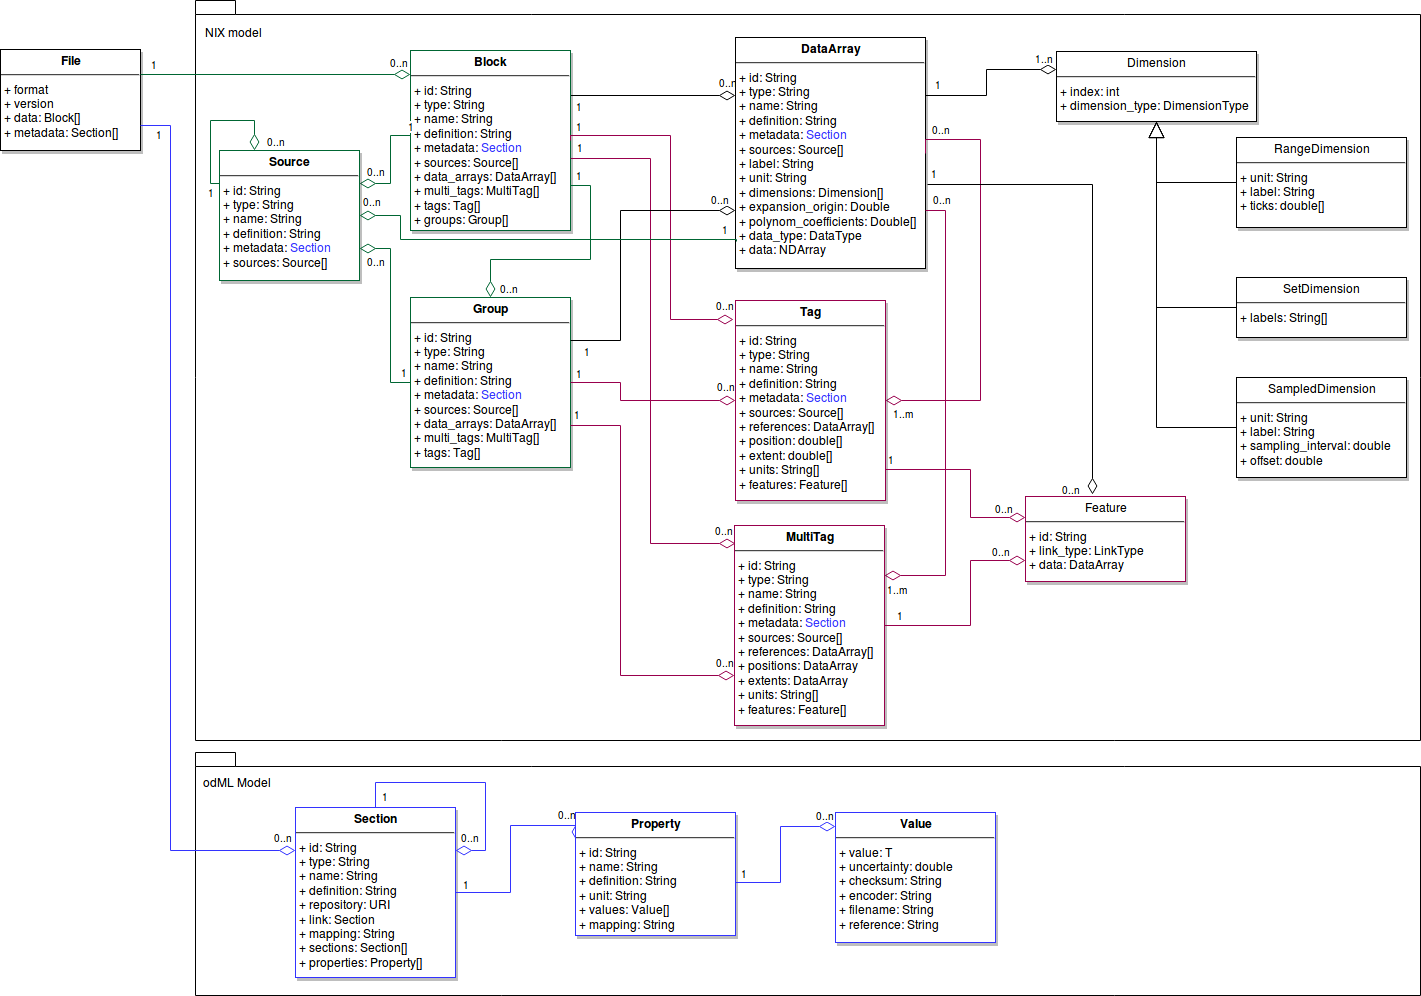 NIX model
File
+ format
+ version
+ data: Block[]
+ metadata: Section[]
1
1
0..n
Block
+ id: String
+ type: String
+ name: String
+ definition: String
+ metadata: Section
+ sources: Source[]
+ data_arrays: DataArray[]
+ multi_tags: MultiTag[]
+ tags: Tag[]
+ groups: Group[]
1
1
1
1
1
0..n
Source
+ id: String
+ type: String
+ name: String
+ definition: String
+ metadata: Section
+ sources: Source[]
1
0..n
0..n
0..n
0..n
Group
+ id: String
+ type: String
+ name: String
+ definition: String
+ metadata: Section
+ sources: Source[]
+ data_arrays: DataArray[]
+ multi_tags: MultiTag[]
+ tags: Tag[]
1
1
1
1
0..n
0..n
1
DataArray
+ id: String
+ type: String
+ name: String
+ definition: String
+ metadata: Section
+ sources: Source[]
+ label: String
+ unit: String
+ dimensions: Dimension[]
+ expansion_origin: Double
+ polynom_coefficients: Double[]
+ data_type: DataType
+ data: NDArray
1
0..n
1
0..n
0..n
0..n
Tag
+ id: String
+ type: String
+ name: String
+ definition: String
+ metadata: Section
+ sources: Source[]
+ references: DataArray[]
+ position: double[]
+ extent: double[]
+ units: String[]
+ features: Feature[]
1..m
1
0..n
0..n
MultiTag
+ id: String
+ type: String
+ name: String
+ definition: String
+ metadata: Section
+ sources: Source[]
+ references: DataArray[]
+ positions: DataArray
+ extents: DataArray
+ units: String[]
+ features: Feature[]
1..m
1
1..n
Dimension
+ index: int
+ dimension_type: DimensionType
RangeDimension
+ unit: String
+ label: String
+ ticks: double[]
SetDimension
+ labels: String[]
SampledDimension
+ unit: String
+ label: String
+ sampling_interval: double
+ offset: double
0..n
0..n
0..n
Feature
+ id: String
+ link_type: LinkType
+ data: DataArray
odML Model
1
0..n
0..n
Section
+ id: String
+ type: String
+ name: String
+ definition: String
+ repository: URI
+ link: Section
+ mapping: String
+ sections: Section[]
+ properties: Property[]
1
0..n
Property
+ id: String
+ name: String
+ definition: String
+ unit: String
+ values: Value[]
+ mapping: String
1
0..n
Value
+ value: T
+ uncertainty: double
+ checksum: String
+ encoder: String
+ filename: String
+ reference: String